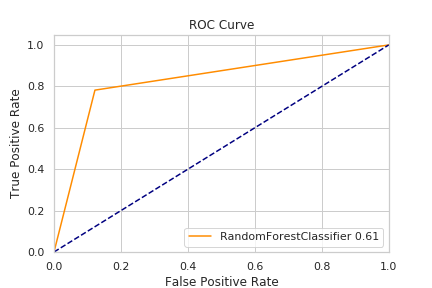 ROC Curve
True Positive Rate
1.0
0.8
0.6
0.4
0.2
0.0
RandomForestClassifier 0.61
0.0 0.2 0.4 0.6 0.8 1.0
False Positive Rate